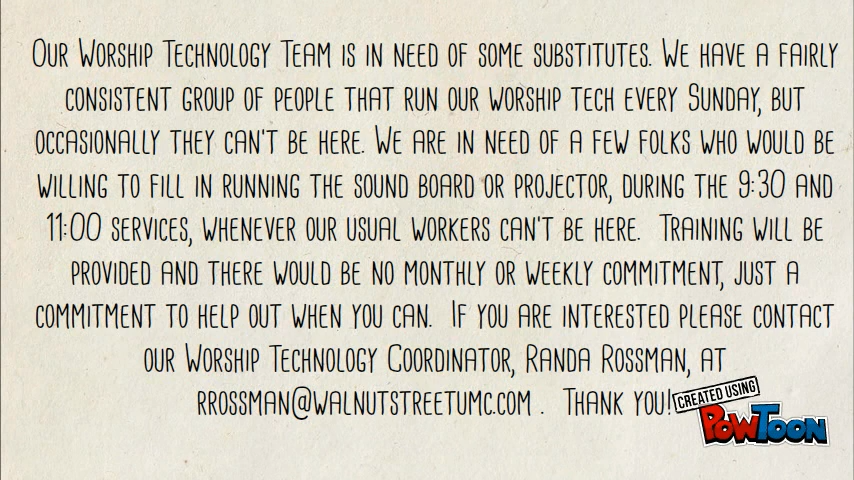 Our Worship Technology Team is in need of some substitutes. We have a fairly
consistent group of people that run our worship tech every Sunday, but
occasionally they can't be here. We are in need of a few folks who would be
willing to fill in running the sound board or projector, during the 9:30 and
11:00 services, whenever our usual workers can't be here. Training will be
provided and there would be no monthly or weekly commitment, just a
commitment to help out when you can. If you are interested please contact
our Worship Technology Coordinator, Randa Rossman, at
rrossman@walnutstreetumc.com . Thank you!
CREATED USING
POWTOON